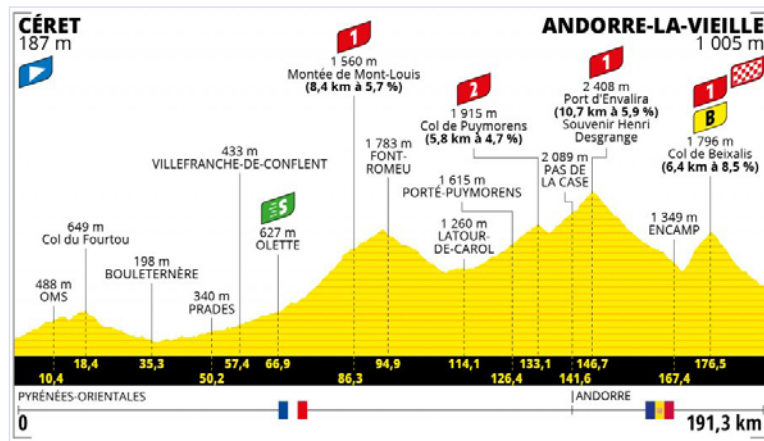 CÉRET
187 m
ANDORRE-LA-VIEILLE
1 005 m
1
1 560 m
Montée de Mont-Louis
(8,4 km à 5,7 %)
2
1 915 m
Col de Puymorens
(5,8 km à 4,7 %)
1
2 408 m
Port d'Envalira
(10,7 km à 5,9 %)
Souvenir Henri
Desgrange
1
B
1 796 m
Col de Beixalis
(6,4 km à 8,5 %)
433 m
VILLEFRANCHE-DE-CONFLENT
1 783 m
FONT-
ROMEU
2 089 m
PAS DE
LA CASE
1 615 m
PORTÉ-PUYMORENS
S
627 m
OLETTE
649 m
Col du Fourtou
1 260 m
LATOUR-
DE-CAROL
1 349 m
ENCAMP
198 m
BOULETERNÈRE
488 m
OMS
340 m
PRADES
18,4
35,3
57,4
66,9
94,9
114,1
133,1
146,7
176,5
10,4
50,2
86,3
126,4
141,6
167,4
PYRÉNÉES-ORIENTALES
ANDORRE
0
191,3 km